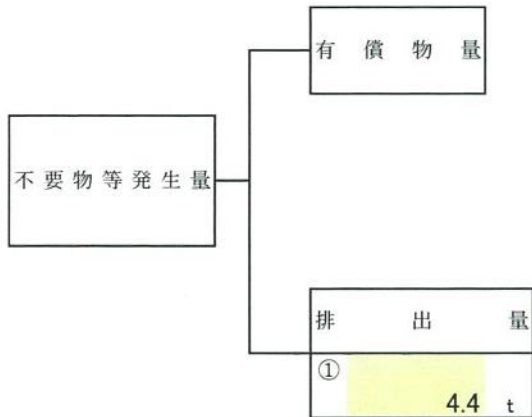 有償物量
不要物等発生量
排出量
①
4.4 t